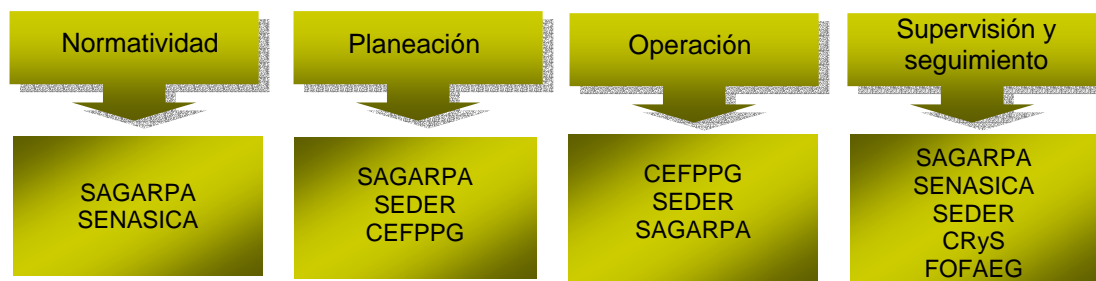 Normatividad
Planeación
Operación
Supervisión y
seguimiento
SAGARPA
SENASICA
SAGARPA
SEDER
CEFPPG
CEFPPG
SEDER
SAGARPA
SAGARPA
SENASICA
SEDER
CRyS
FOFAEG